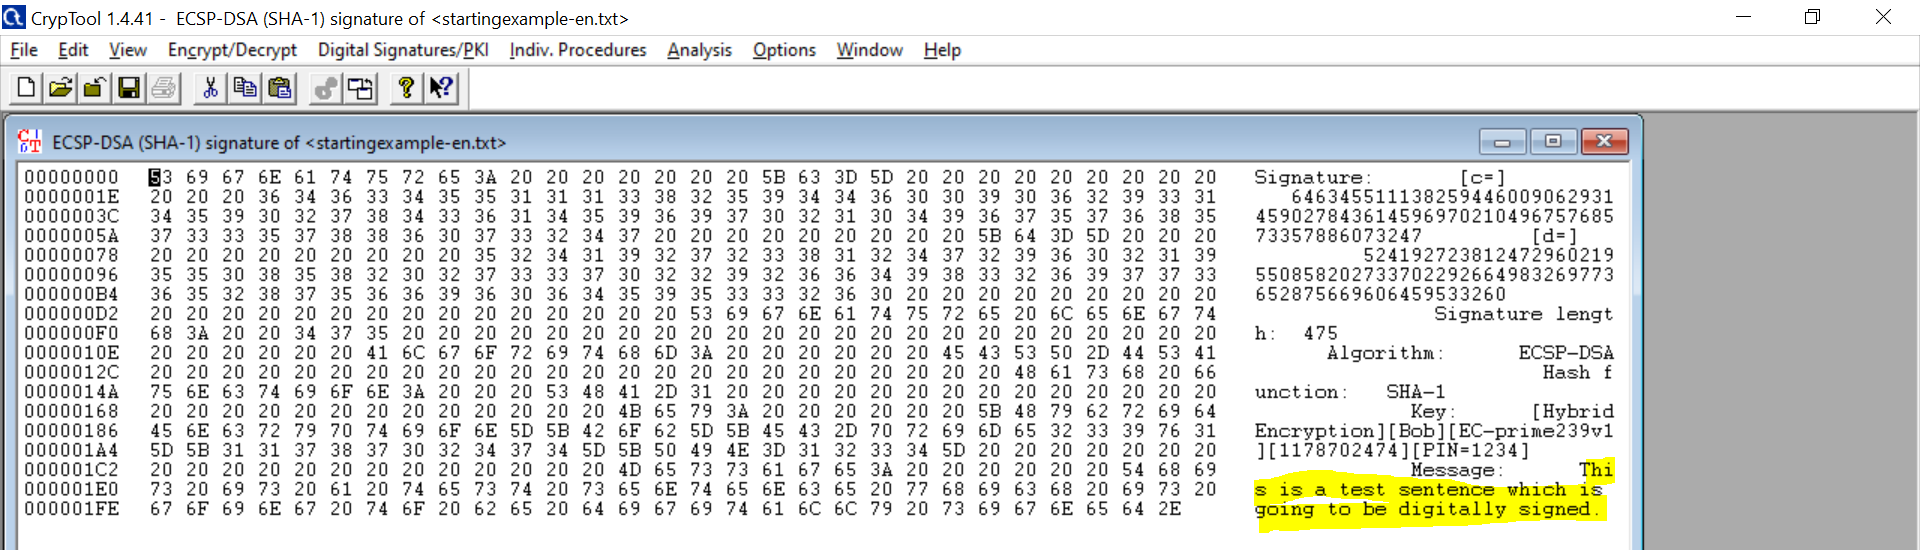 CrypTool 1.4.41 - ECSP-DSA (SHA-1) signature of <startingexample-en.txt>
File Edit View Encrypt/Decrypt Digital Signatures/PKI Indiv. Procedures Analysis Options Window Help
ECSP-DSA (SHA-1) signature of <startingexample-en.txt>
00000000 53 69 67 6E 61 74 75 72 65 3A 20 20 20 20 20 20 20 5B 63 3D 5D 20 20 20 20 20 20 20 20 20 Signature: [c=]
0000001E 20 20 20 36 34 36 33 34 35 35 31 31 31 33 38 32 35 39 34 34 36 30 30 39 30 36 32 39 33 31 646345511138259446009062931
0000003C 34 35 39 30 32 37 38 34 33 36 31 34 35 39 36 39 37 30 32 31 30 34 39 36 37 35 37 36 38 35 459027843614596970210496757685
0000005A 37 33 33 35 37 38 38 36 30 37 33 32 34 37 20 20 20 20 20 20 20 20 20 5B 64 3D 5D 20 20 20 73357886073247 [d=]
00000078 20 20 20 20 20 20 20 20 20 35 32 34 31 39 32 37 32 33 38 31 32 34 37 32 39 36 30 32 31 39 524192723812472960219
00000096 35 35 30 38 35 38 32 30 32 37 33 33 37 30 32 32 39 32 36 36 34 39 38 33 32 36 39 37 37 33 550858202733702292664983269773
000000B4 36 35 32 38 37 35 36 36 39 36 30 36 34 35 39 35 33 33 32 36 30 20 20 20 20 20 20 20 20 20 652875669606459533260
000000D2 20 20 20 20 20 20 20 20 20 20 20 20 20 20 20 53 69 67 6E 61 74 75 72 65 20 6C 65 6E 67 74 Signature lengt
000000F0 68 3A 20 20 34 37 35 20 20 20 20 20 20 20 20 20 20 20 20 20 20 20 20 20 20 20 20 20 20 20 h: 475
0000010E 20 20 20 20 20 20 41 6C 67 6F 72 69 74 68 6D 3A 20 20 20 20 20 20 45 43 53 50 2D 44 53 41 Algorithm: ECSP-DSA
0000012C 20 20 20 20 20 20 20 20 20 20 20 20 20 20 20 20 20 20 20 20 20 20 20 20 48 61 73 68 20 66 Hash f
0000014A 75 6E 63 74 69 6F 6E 3A 20 20 20 53 48 41 2D 31 20 20 20 20 20 20 20 20 20 20 20 20 20 20 unction: SHA-1
00000168 20 20 20 20 20 20 20 20 20 20 20 20 20 4B 65 79 3A 20 20 20 20 20 20 5B 48 79 62 72 69 64 Key: [Hybrid
00000186 45 6E 63 72 79 70 74 69 6F 6E 5D 5B 42 6F 62 5D 5B 45 43 2D 70 72 69 6D 65 32 33 39 76 31 Encryption][Bob][EC-prime239v1
000001A4 5D 5B 31 31 37 38 37 30 32 34 37 34 5D 5B 50 49 4E 3D 31 32 33 34 5D 20 20 20 20 20 20 20 ][1178702474][PIN=1234]
000001C2 20 20 20 20 20 20 20 20 20 20 20 20 20 4D 65 73 73 61 67 65 3A 20 20 20 20 20 20 54 68 69 Message: Thi
000001E0 73 20 69 73 20 61 20 74 65 73 74 20 73 65 6E 74 65 6E 63 65 20 77 68 69 63 68 20 69 73 20 s is a test sentence which is
000001FE 67 6F 69 6E 67 20 74 6F 20 62 65 20 64 69 67 69 74 61 6C 6C 79 20 73 69 67 6E 65 64 2E going to be digitally signed.